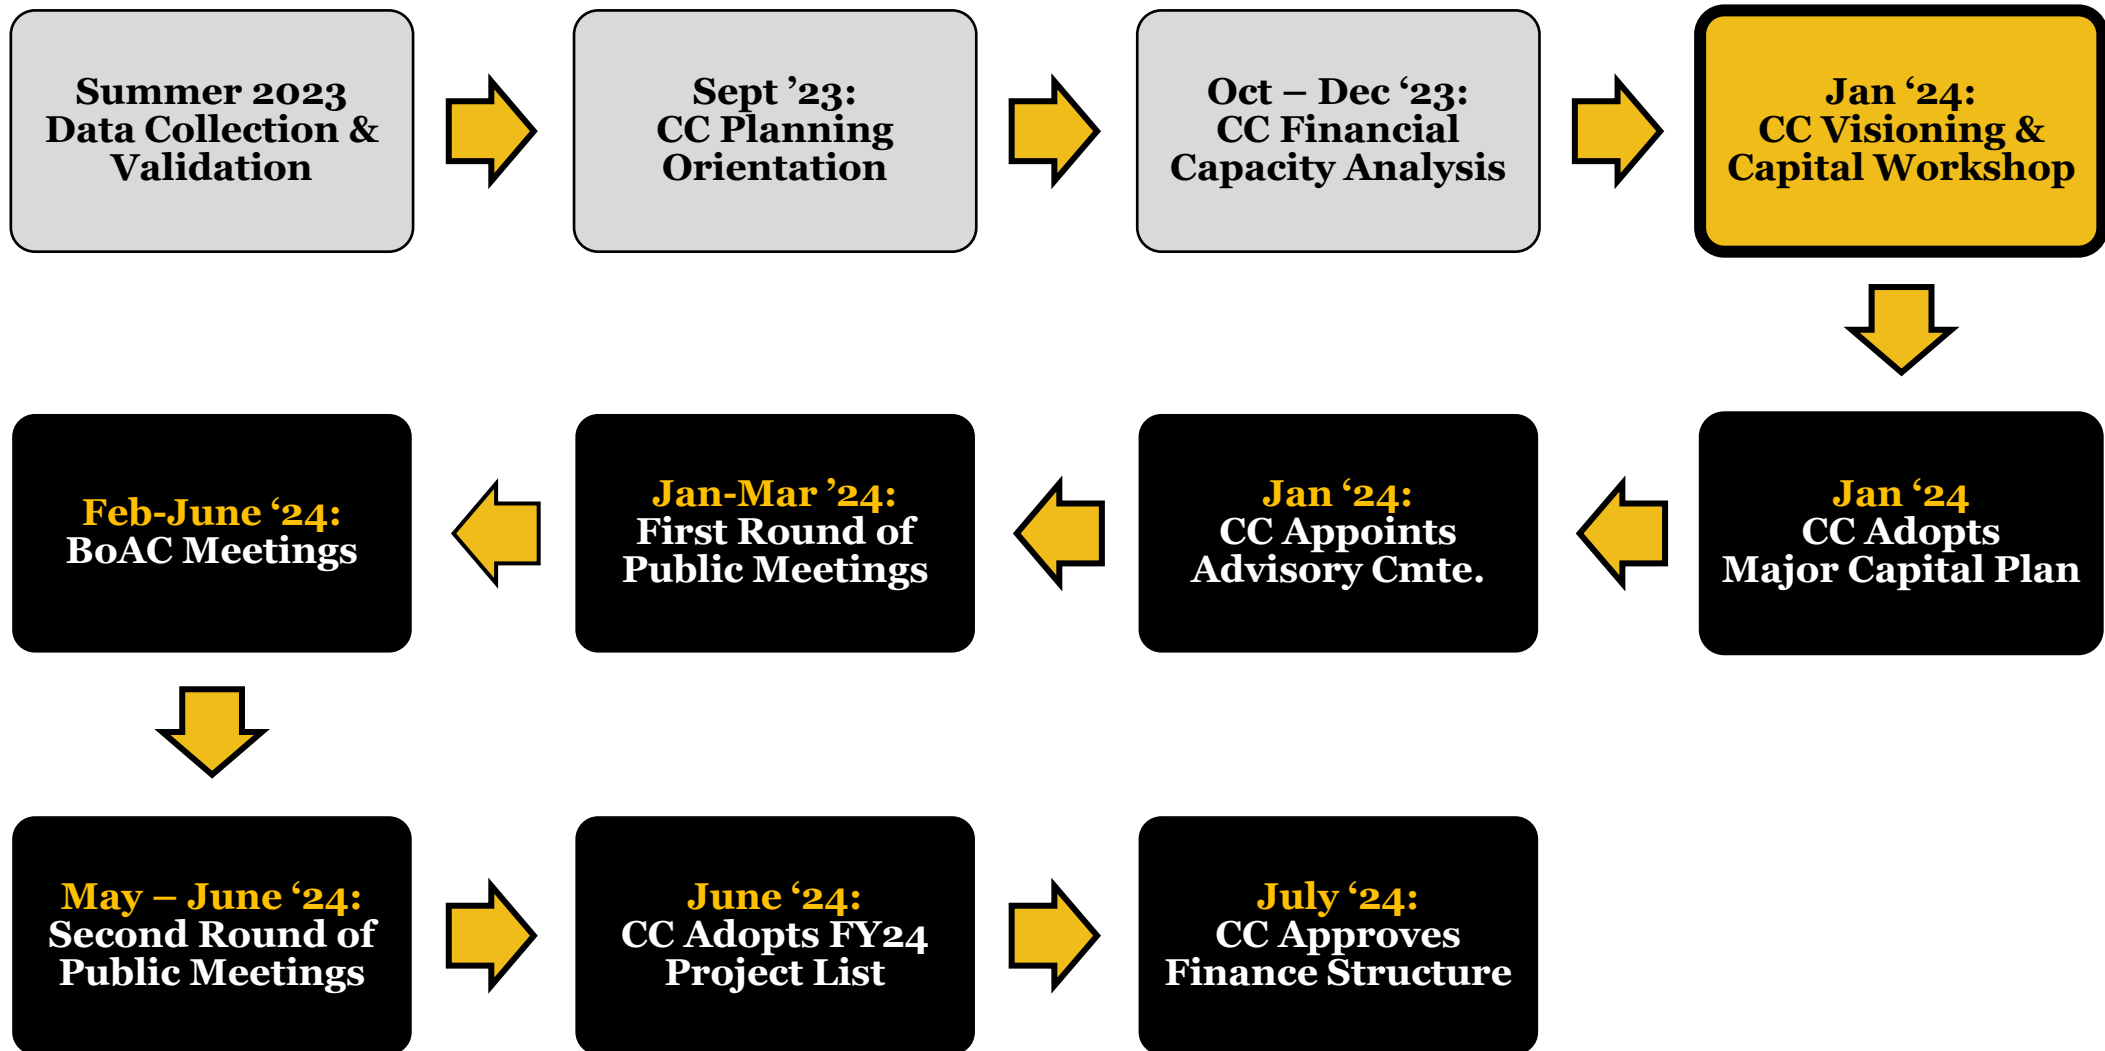 Summer 2023
Data Collection &
Validation
Sept ’23:
CC Planning
Orientation
Oct – Dec ‘23:
CC Financial
Capacity Analysis
Jan ‘24:
CC Visioning &
Capital Workshop
Jan ‘24
CC Adopts
Major Capital Plan
Jan ‘24:
CC Appoints
Advisory Cmte.
Jan-Mar ’24:
First Round of
Public Meetings
Feb-June ‘24:
BoAC Meetings
May – June ‘24:
Second Round of
Public Meetings
June ‘24:
CC Adopts FY24
Project List
July ‘24:
CC Approves
Finance Structure